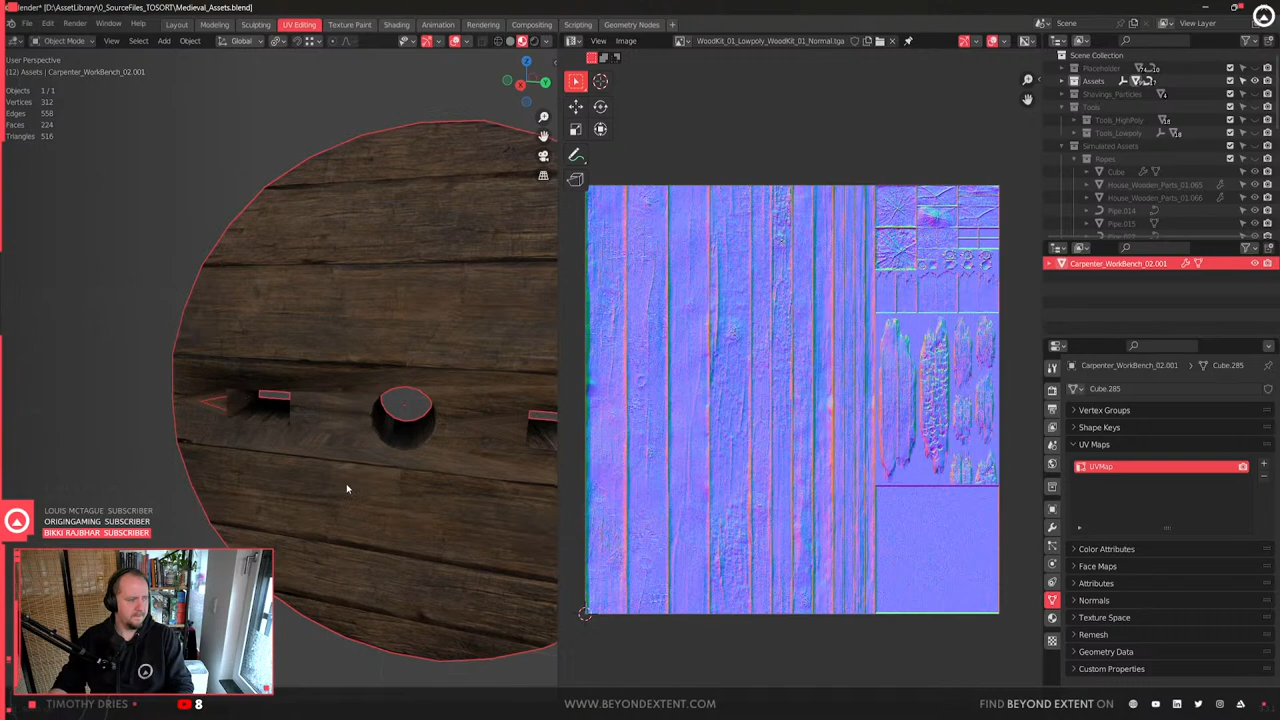 ender* [D:\AssetLibrary\0_SourceFiles_TOSORT\Medieval_Assets.blend]
File Edit Render Window Help Layout Modeling Sculpting UV Editing Texture Paint Shading Animation Rendering Compositing Scripting Geometry Nodes + Scene View Layer
Object Mode View Select Add Object Global View Image WoodKit_01_Lowpoly_WoodKit_01_Normal.tga
User Perspective
(12) Assets | Carpenter_WorkBench_02.001
Objects 1/1
Vertices 312
Edges 558
Faces 224
Triangles 516
Scene Collection
Placeholder
Assets
Shavings_Particles
Tools
Tools_HighPoly
Tools_Lowpoly
Simulated Assets
Ropes
Cube
House_Wooden_Parts_01.065
House_Wooden_Parts_01.066
Pipe.014
Pipe.015
Carpenter_WorkBench_02.001
Carpenter_WorkBench_02.001 Cube.285
Cube.285
Vertex Groups
Shape Keys
UV Maps
UVMap
Color Attributes
Face Maps
Attributes
Normals
Texture Space
Remesh
Geometry Data
Custom Properties
LOUIS MCTAGUE SUBSCRIBER
ORIGINGAMING SUBSCRIBER
BIKKI RAJBHAR SUBSCRIBER
TIMOTHY DRIES 8 WWW.BEYONDEXTENT.COM FIND BEYOND EXTENT ON